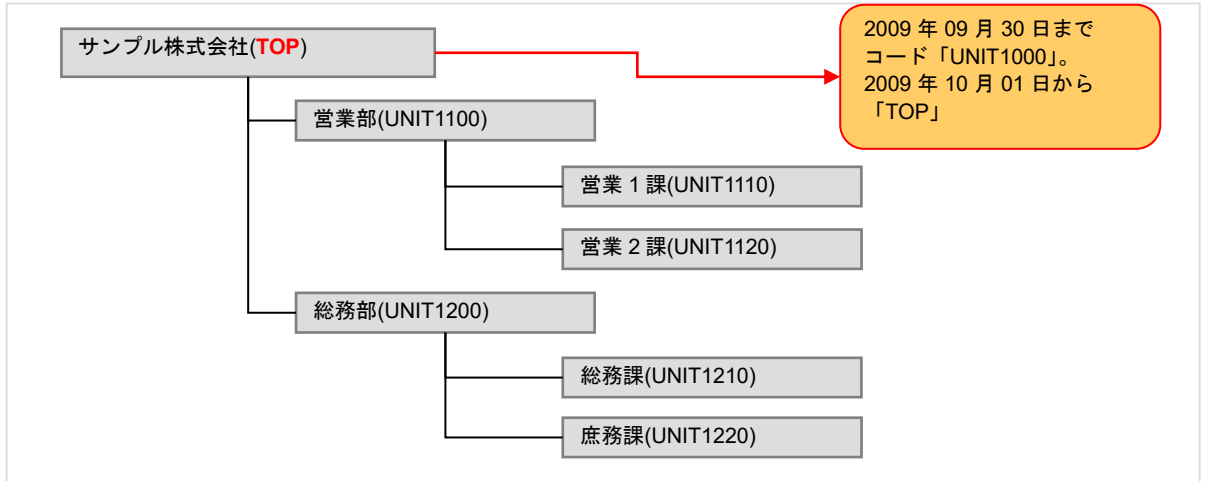 サンプル株式会社(TOP)
2009 年 09 月 30 日まで
コード「UNIT1000」。
2009 年 10 月 01 日から
「TOP」
営業部(UNIT1100)
営業 1 課(UNIT1110)
営業 2 課(UNIT1120)
総務部(UNIT1200)
総務課(UNIT1210)
庶務課(UNIT1220)